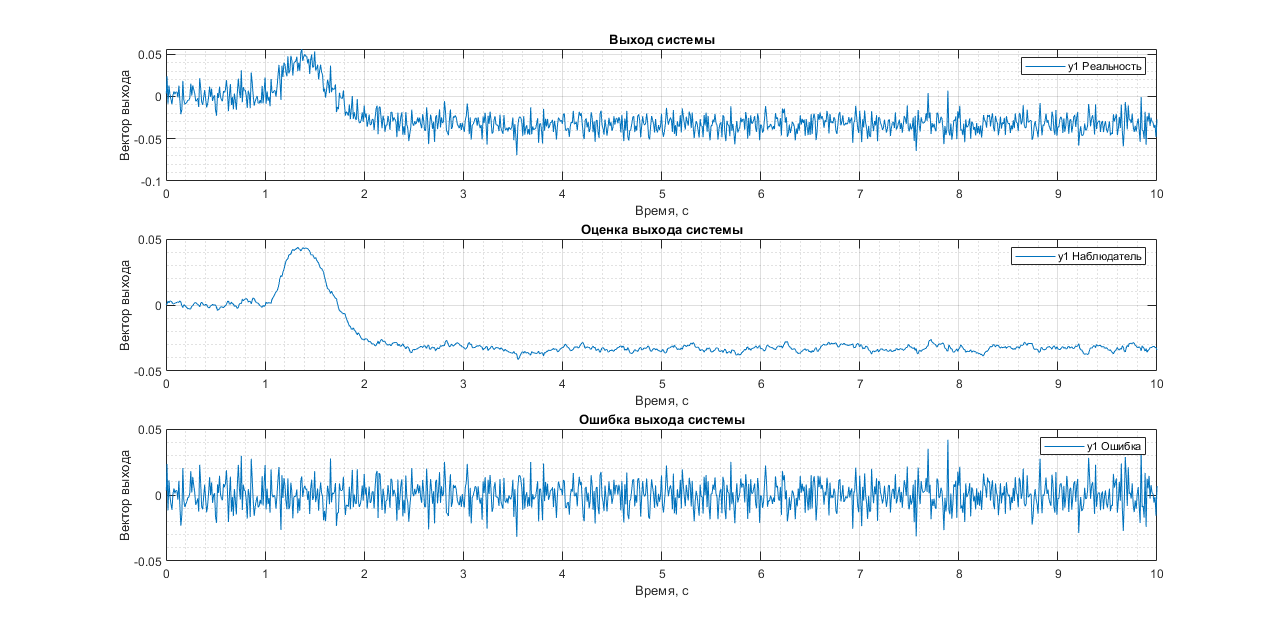 Выход системы
y1 Реальность
Вектор выхода
0.05
0
-0.05
-0.1
0 1 2 3 4 5 6 7 8 9 10
Время, с
Оценка выхода системы
y1 Наблюдатель
Вектор выхода
0.05
0
-0.05
0 1 2 3 4 5 6 7 8 9 10
Время, с
Ошибка выхода системы
y1 Ошибка
Вектор выхода
0.05
0
-0.05
0 1 2 3 4 5 6 7 8 9 10
Время, с